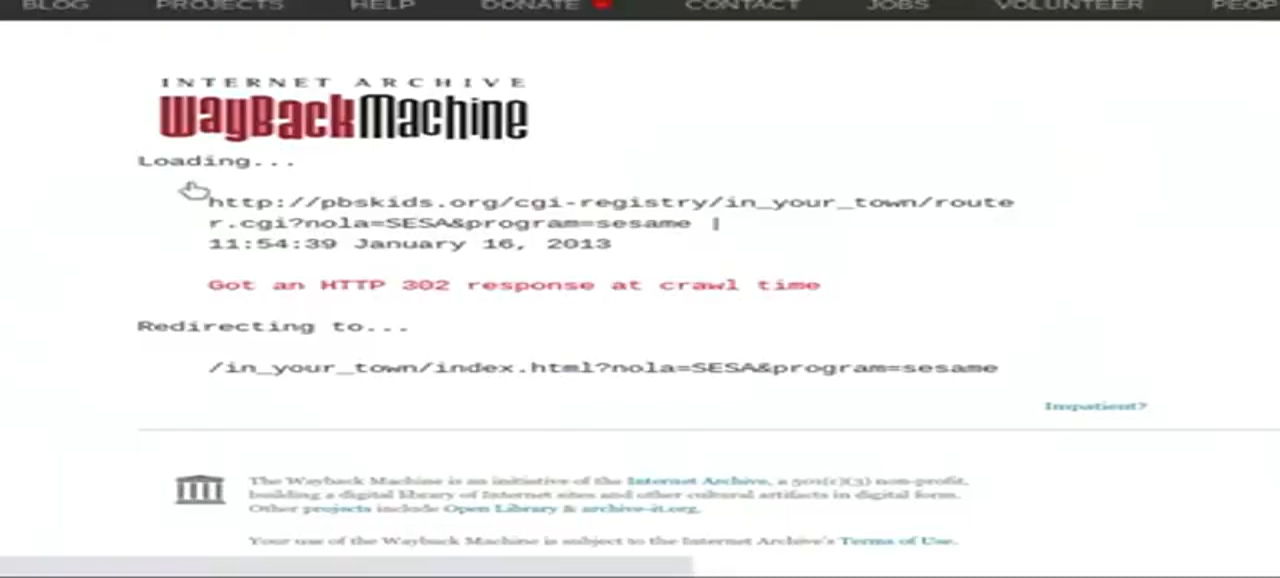 BLOG PROJECTS HELP DONATE CONTACT JOBS VOLUNTEER PEOP
INTERNET ARCHIVE
WayBackMachine
Loading...
http://pbskids.org/cgi-registry/in_your_town/route
r.cgi?nola=SESA&program=sesame |
11:54:39 January 16, 2013
Got an HTTP 302 response at crawl time
Redirecting to...
/in_your_town/index.html?nola=SESA&program=sesame
Impatient?
The Wayback Machine is an initiative of the Internet Archive, a 501(c)(3) non-profit,
building a digital library of Internet sites and other cultural artifacts in digital form.
Other projects include Open Library & archive-it.org.
Your use of the Wayback Machine is subject to the Internet Archive's Terms of Use.